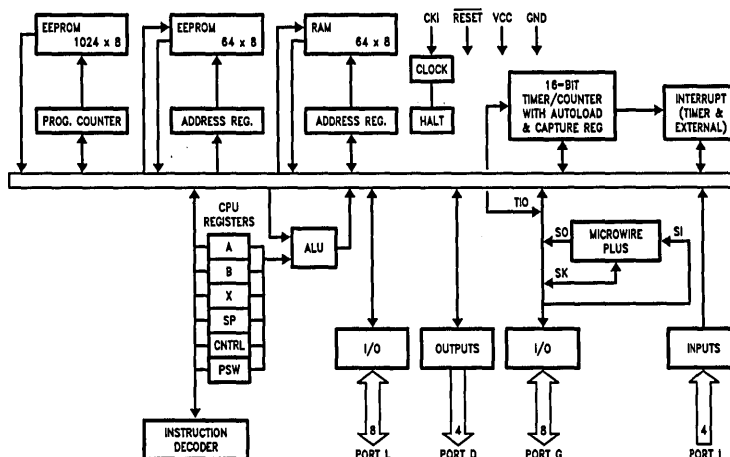 EEPROM
1024 x 8
EEPROM
64 x 8
RAM
64 x 8
CKI
RESET
VCC
GND
CLOCK
HALT
16-BIT
TIMER/COUNTER
WITH AUTOLOAD
& CAPTURE REG
INTERRUPT
(TIMER &
EXTERNAL)
PROG. COUNTER
ADDRESS REG.
ADDRESS REG.
TIO
CPU
REGISTERS
A
B
X
SP
CNTRL
PSW
ALU
SO
MICROWIRE
PLUS
SI
SK
I/O
OUTPUTS
I/O
INPUTS
INSTRUCTION
DECODER
8
4
8
4
PORT L
PORT D
PORT G
PORT I